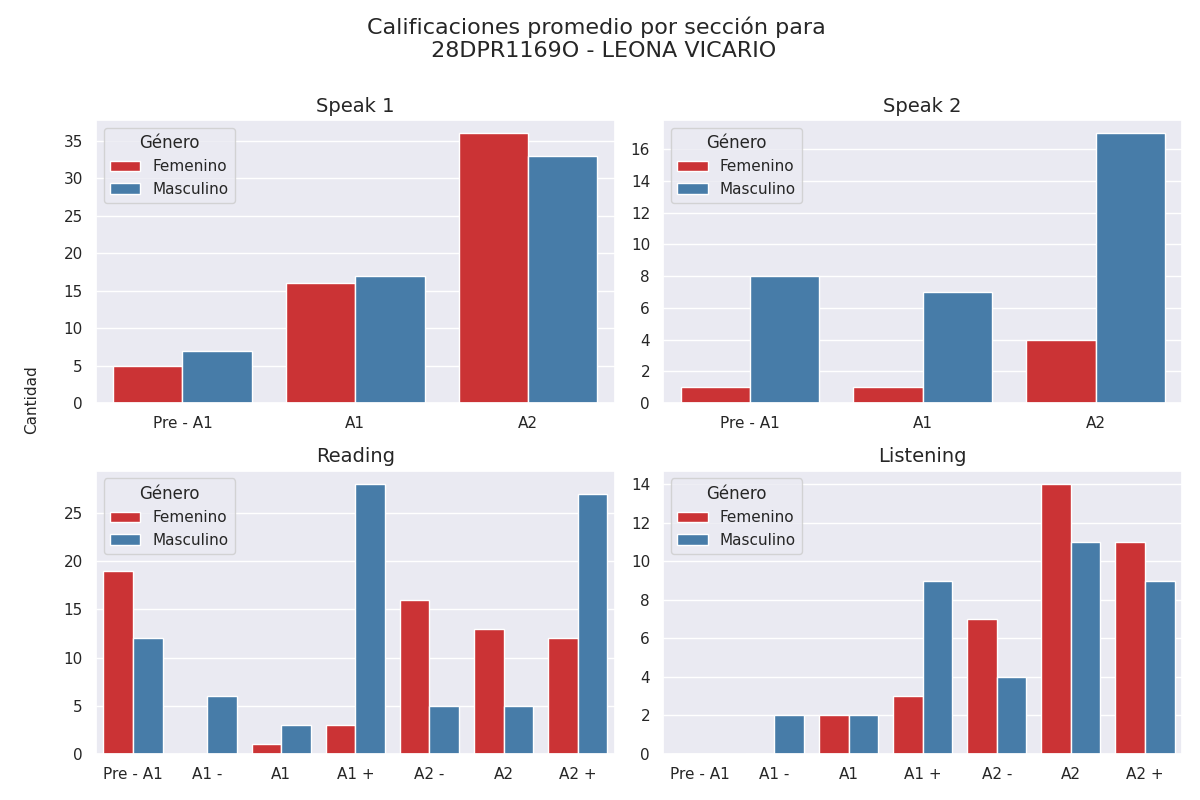 Calificaciones promedio por sección para
28DPR1169O - LEONA VICARIO
Cantidad
Speak 1
Género
Femenino
Masculino
35
30
25
20
15
10
5
0
Pre - A1 A1 A2
Speak 2
Género
Femenino
Masculino
16
14
12
10
8
6
4
2
0
Pre - A1 A1 A2
Reading
Género
Femenino
Masculino
25
20
15
10
5
0
Pre - A1 A1 - A1 A1 + A2 - A2 A2 +
Listening
Género
Femenino
Masculino
14
12
10
8
6
4
2
0
Pre - A1 A1 - A1 A1 + A2 - A2 A2 +